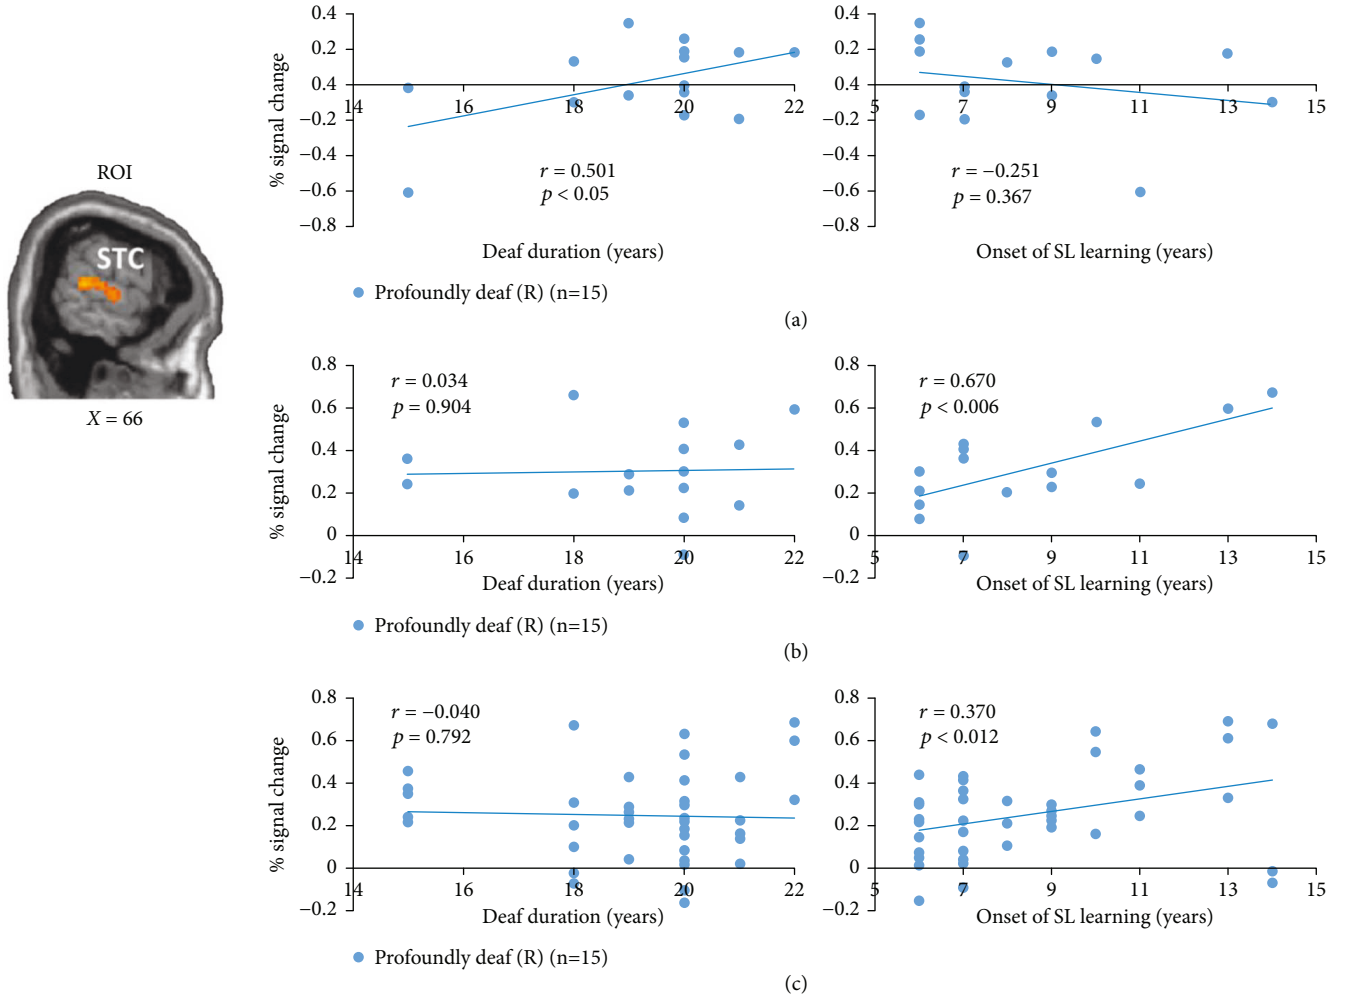 ROI
STC
X = 66
% signal change
0.4
0.2
0.4
−0.2
−0.4
−0.6
−0.8
14 16 18 20 22
r = 0.501
p < 0.05
Deaf duration (years)
0.4
0.2
0.4
−0.2
−0.4
−0.6
−0.8
5 7 9 11 13 15
r = −0.251
p = 0.367
Onset of SL learning (years)
Profoundly deaf (R) (n=15)
(a)
% signal change
0.8
0.6
0.4
0.2
0
−0.2
14 16 18 20 22
r = 0.034
p = 0.904
Deaf duration (years)
0.8
0.6
0.4
0.2
0
−0.2
5 7 9 11 13 15
r = 0.670
p < 0.006
Onset of SL learning (years)
Profoundly deaf (R) (n=15)
(b)
% signal change
0.8
0.6
0.4
0.2
0
−0.2
14 16 18 20 22
r = −0.040
p = 0.792
Deaf duration (years)
0.8
0.6
0.4
0.2
0
−0.2
5 7 9 11 13 15
r = 0.370
p < 0.012
Onset of SL learning (years)
Profoundly deaf (R) (n=15)
(c)